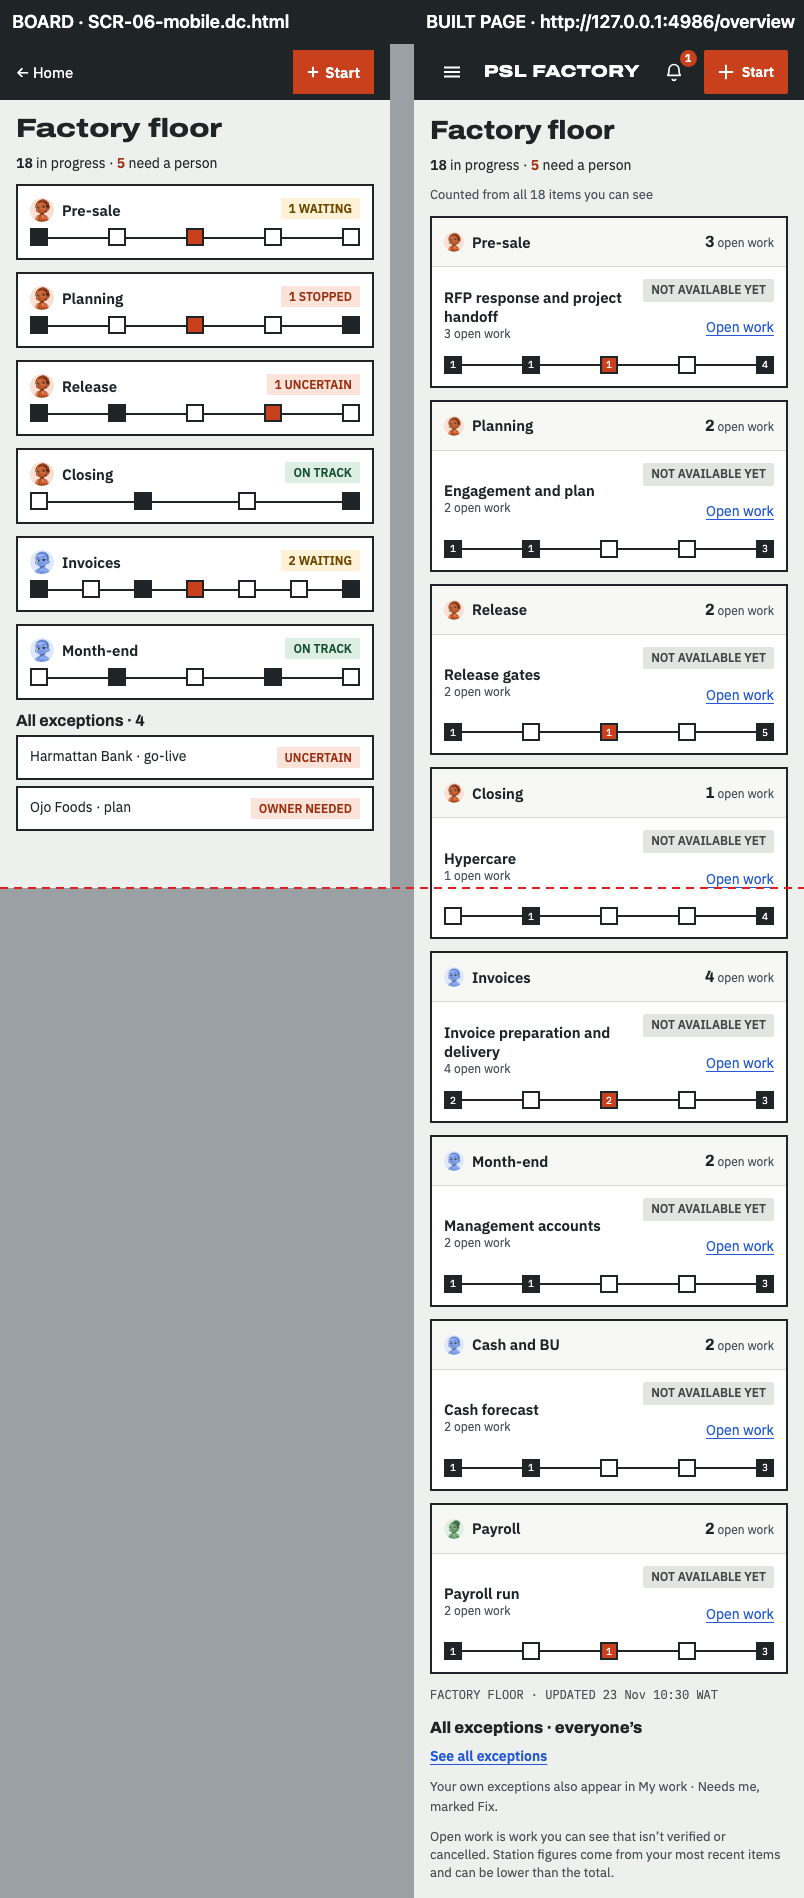 BOARD · SCR-06-mobile.dc.html
← Home
+ Start
Factory floor
18 in progress · 5 need a person
Pre-sale
1 WAITING
Planning
1 STOPPED
Release
1 UNCERTAIN
Closing
ON TRACK
Invoices
2 WAITING
Month-end
ON TRACK
All exceptions · 4
Harmattan Bank · go-live
UNCERTAIN
Ojo Foods · plan
OWNER NEEDED
BUILT PAGE · http://127.0.0.1:4986/overview
PSL FACTORY
1
+ Start
Factory floor
18 in progress · 5 need a person
Counted from all 18 items you can see
Pre-sale
3 open work
NOT AVAILABLE YET
RFP response and project
handoff
3 open work
Open work
1 1 1 4
Planning
2 open work
NOT AVAILABLE YET
Engagement and plan
2 open work
Open work
1 1 3
Release
2 open work
NOT AVAILABLE YET
Release gates
2 open work
Open work
1 1 5
Closing
1 open work
NOT AVAILABLE YET
Hypercare
1 open work
Open work
1 4
Invoices
4 open work
NOT AVAILABLE YET
Invoice preparation and
delivery
4 open work
Open work
2 2 3
Month-end
2 open work
NOT AVAILABLE YET
Management accounts
2 open work
Open work
1 1 3
Cash and BU
2 open work
NOT AVAILABLE YET
Cash forecast
2 open work
Open work
1 1 3
Payroll
2 open work
NOT AVAILABLE YET
Payroll run
2 open work
Open work
1 1 3
FACTORY FLOOR · UPDATED 23 Nov 10:30 WAT
All exceptions · everyone’s
See all exceptions
Your own exceptions also appear in My work · Needs me,
marked Fix.
Open work is work you can see that isn’t verified or
cancelled. Station figures come from your most recent items
and can be lower than the total.